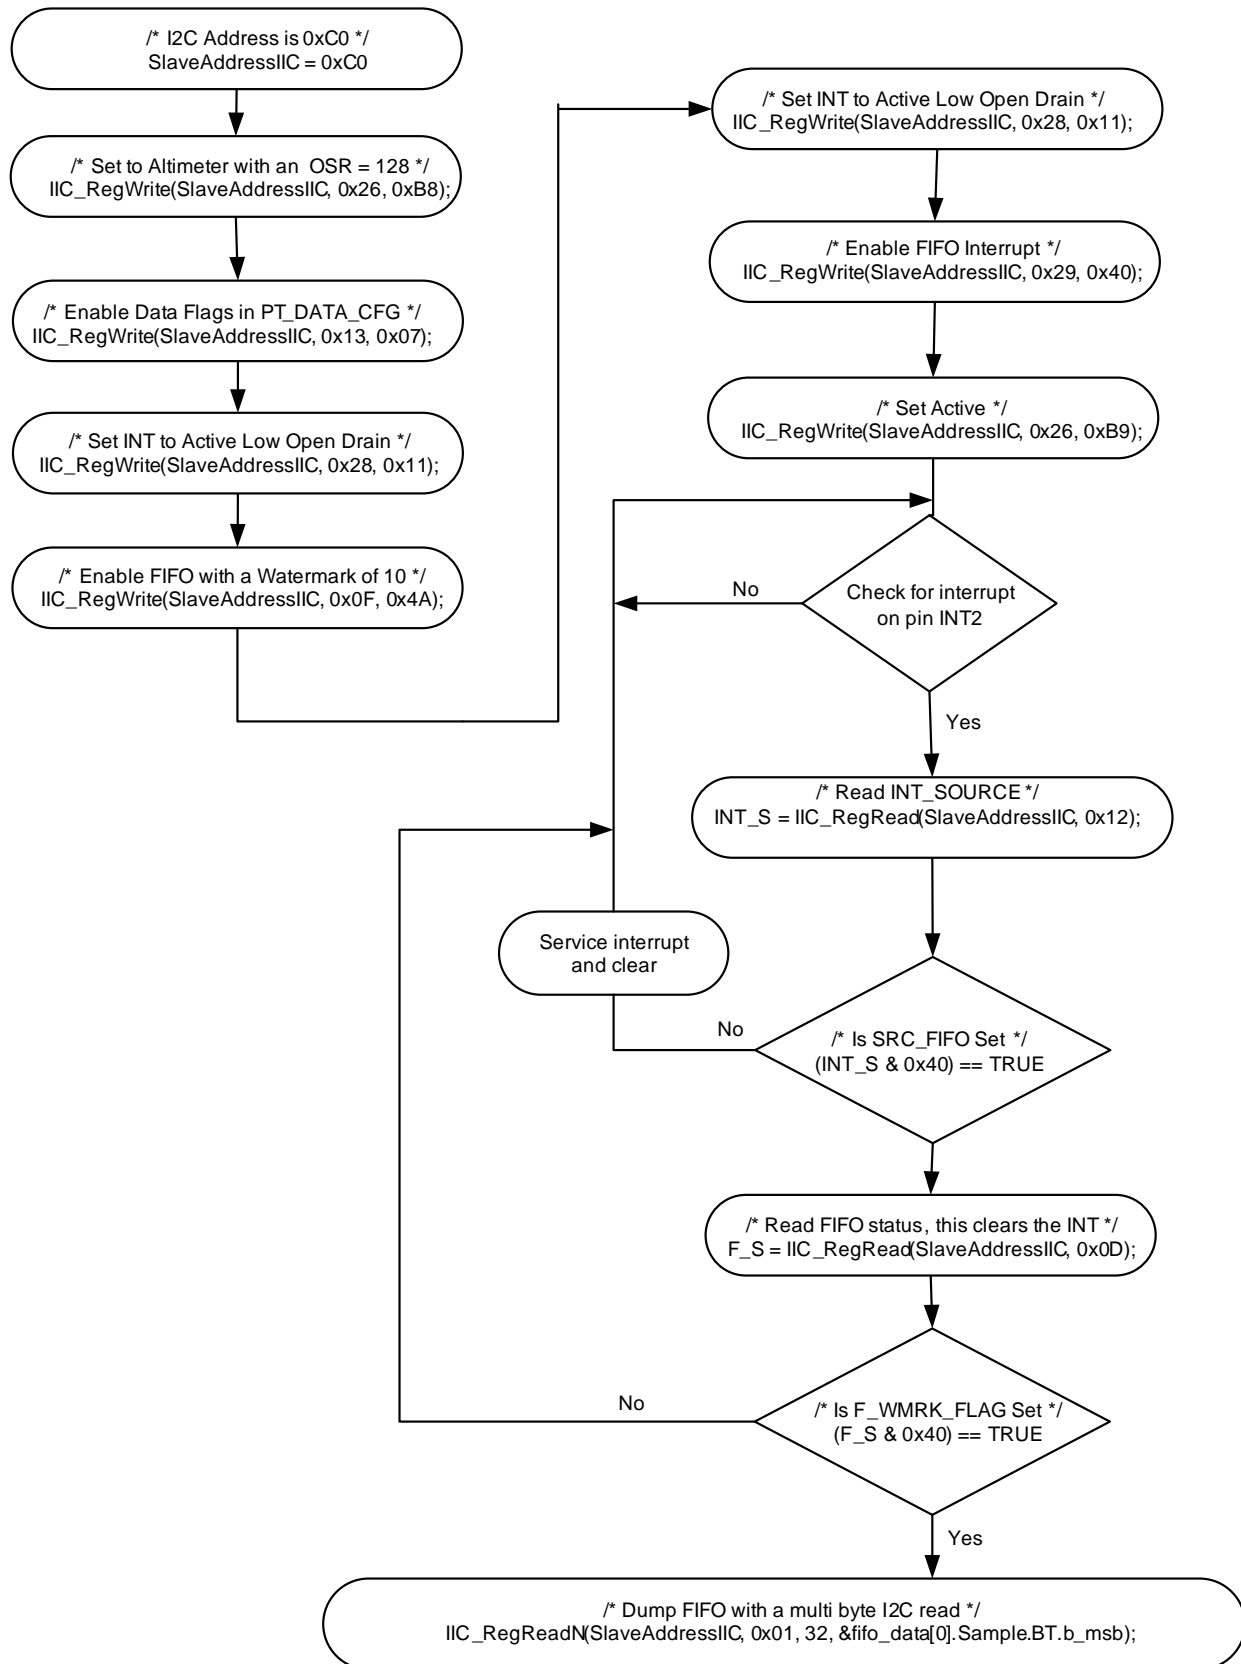 /* I2C Address is 0xC0 */
SlaveAddressIIC = 0xC0
/* Set to Altimeter with an OSR = 128 */
IIC_RegWrite(SlaveAddressIIC, 0x26, 0xB8);
/* Enable Data Flags in PT_DATA_CFG */
IIC_RegWrite(SlaveAddressIIC, 0x13, 0x07);
/* Set INT to Active Low Open Drain */
IIC_RegWrite(SlaveAddressIIC, 0x28, 0x11);
/* Enable FIFO with a Watermark of 10 */
IIC_RegWrite(SlaveAddressIIC, 0x0F, 0x4A);
/* Set INT to Active Low Open Drain */
IIC_RegWrite(SlaveAddressIIC, 0x28, 0x11);
/* Enable FIFO Interrupt */
IIC_RegWrite(SlaveAddressIIC, 0x29, 0x40);
/* Set Active */
IIC_RegWrite(SlaveAddressIIC, 0x26, 0xB9);
Check for interrupt
on pin INT2
No
Yes
/* Read INT_SOURCE */
INT_S = IIC_RegRead(SlaveAddressIIC, 0x12);
Service interrupt
and clear
No
/* Is SRC_FIFO Set */
(INT_S & 0x40) == TRUE
/* Read FIFO status, this clears the INT */
F_S = IIC_RegRead(SlaveAddressIIC, 0x0D);
No
/* Is F_WMRK_FLAG Set */
(F_S & 0x40) == TRUE
Yes
/* Dump FIFO with a multi byte I2C read */
IIC_RegReadN(SlaveAddressIIC, 0x01, 32, &fifo_data[0].Sample.BT.b_msb);